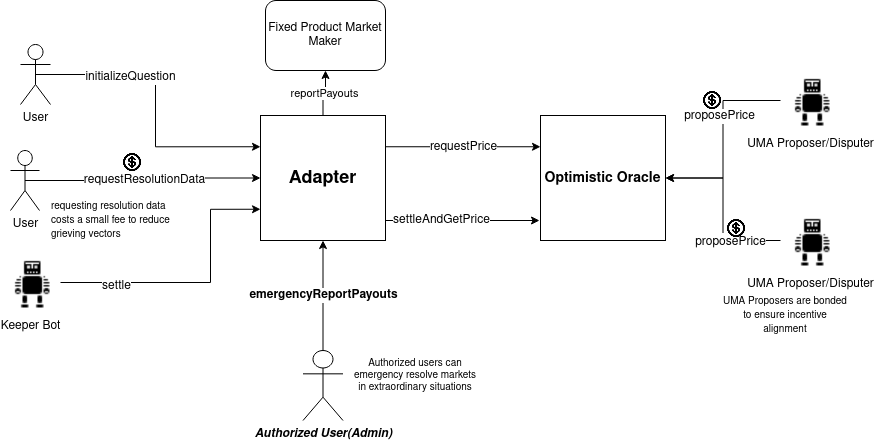 Fixed Product Market
Maker
reportPayouts
initializeQuestion
User
requestResolutionData
User
requesting resolution data
costs a small fee to reduce
grieving vectors
settle
Keeper Bot
Adapter
requestPrice
settleAndGetPrice
Optimistic Oracle
proposePrice
UMA Proposer/Disputer
proposePrice
UMA Proposer/Disputer
UMA Proposers are bonded
to ensure incentive
alignment
emergencyReportPayouts
Authorized users can
emergency resolve markets
in extraordinary situations
Authorized User(Admin)